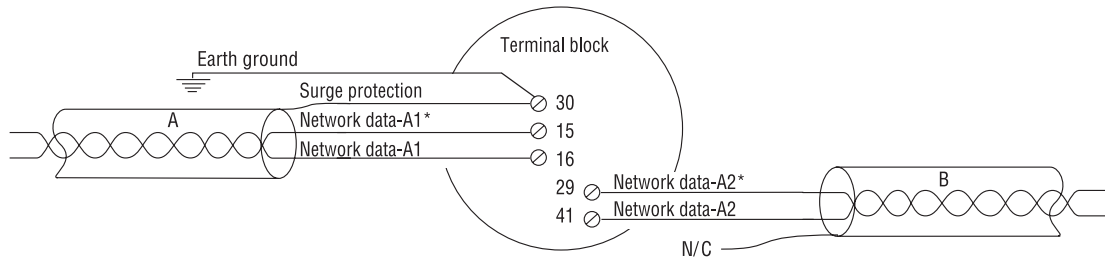 Terminal block
Earth ground
Surge protection
30
A
Network data-A1*
15
Network data-A1
16
29
Network data-A2*
B
41
Network data-A2
N/C